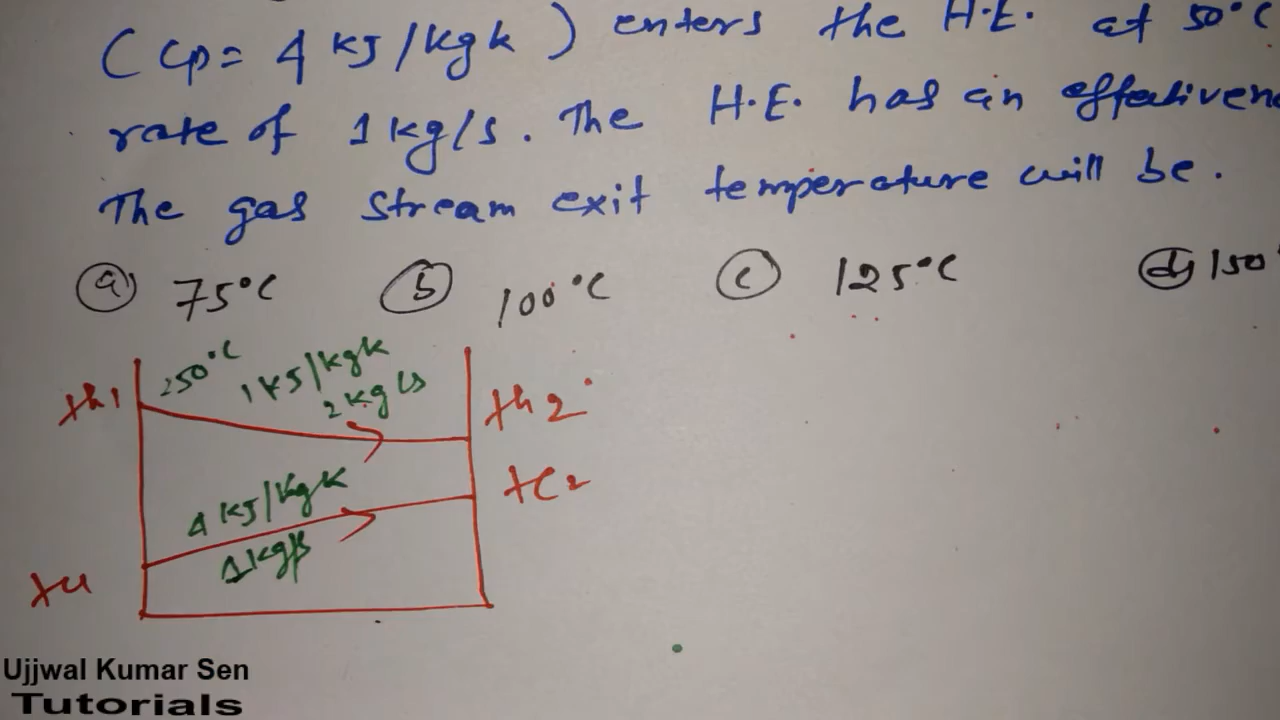 ( Cp = 4 kJ/kgk ) enters the H.E. at 50°C
rate of 1 kg/s. The H.E. has an effectiven
The gas stream exit temperature will be.
(a) 75°C (b) 100°C (c) 125°C (d) 150°
250°C 1 kJ/kgk
2 kg/s
th1 th2
4 kJ/kgk tc2
1 kg/s
tc1
Ujjwal Kumar Sen
Tutorials